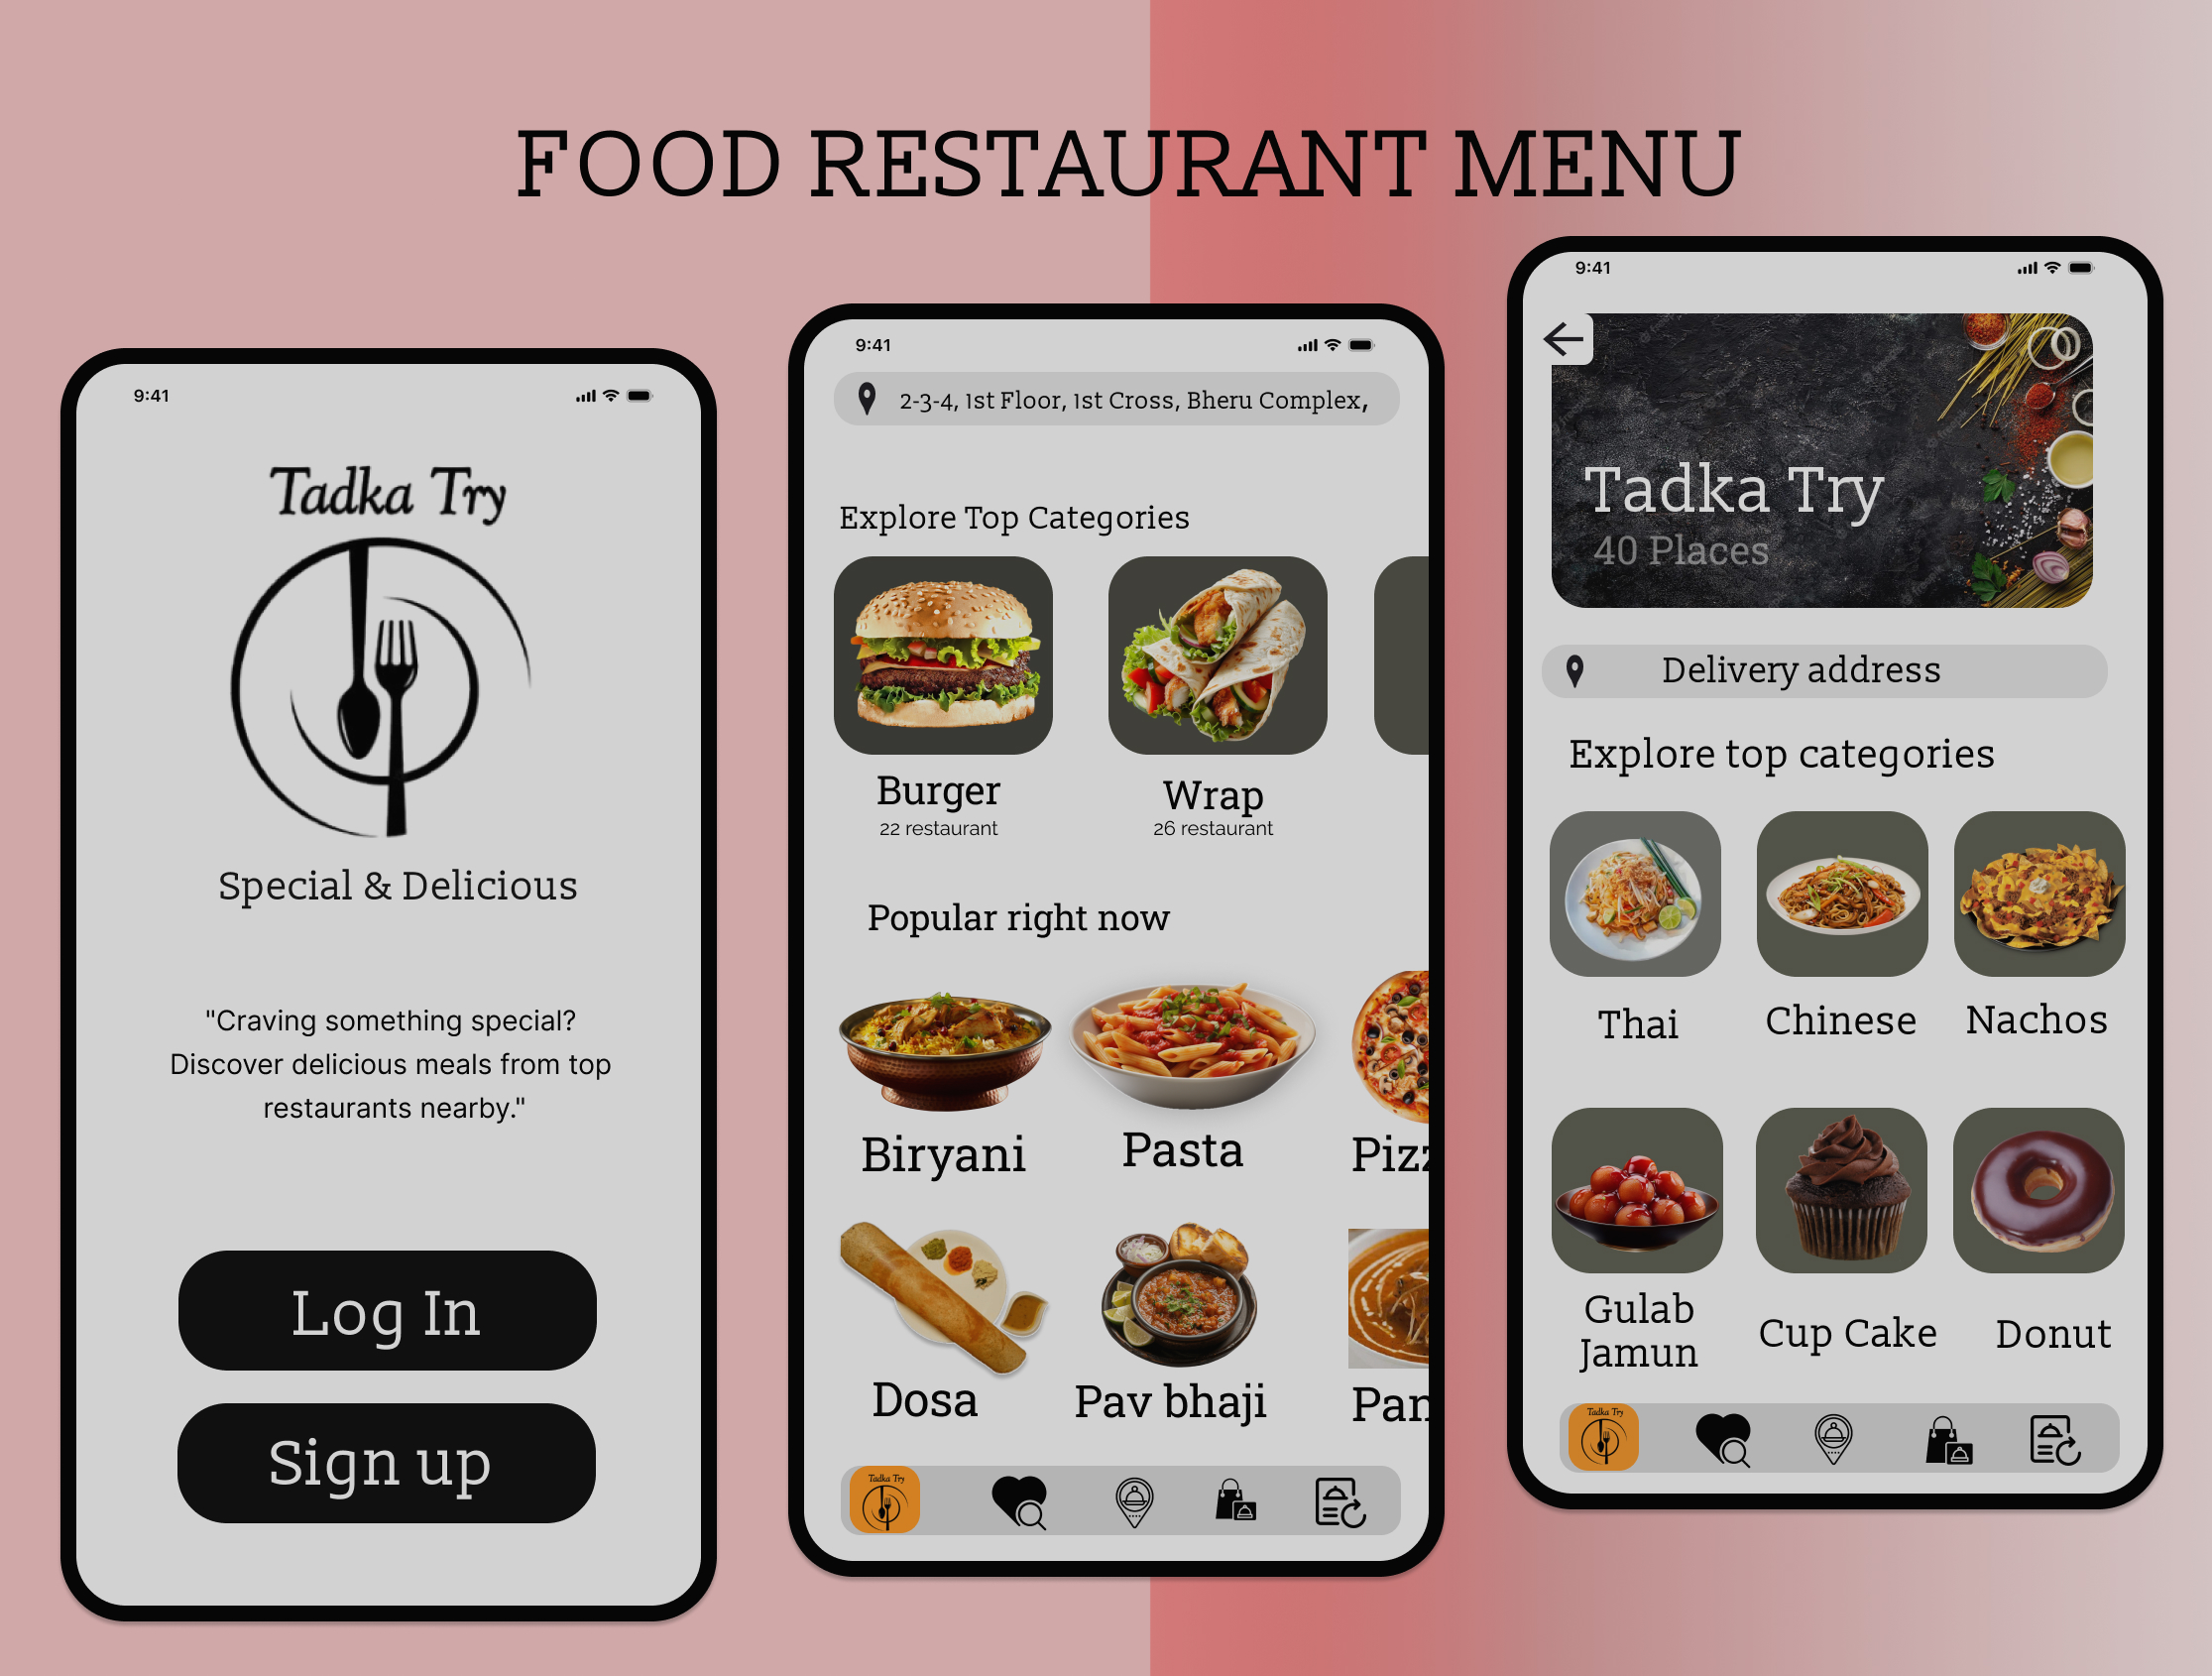 FOOD RESTAURANT MENU
9:41
Tadka Try
Special & Delicious
"Craving something special?
Discover delicious meals from top
restaurants nearby."
Log In
Sign up
9:41
2-3-4, 1st Floor, 1st Cross, Bheru Complex,
Explore Top Categories
Burger
22 restaurant
Wrap
26 restaurant
Popular right now
Biryani
Pasta
Piz
Dosa
Pav bhaji
Pan
Tadka Try
9:41
Tadka Try
40 Places
Delivery address
Explore top categories
Thai
Chinese
Nachos
Gulab
Jamun
Cup Cake
Donut
Tadka Try